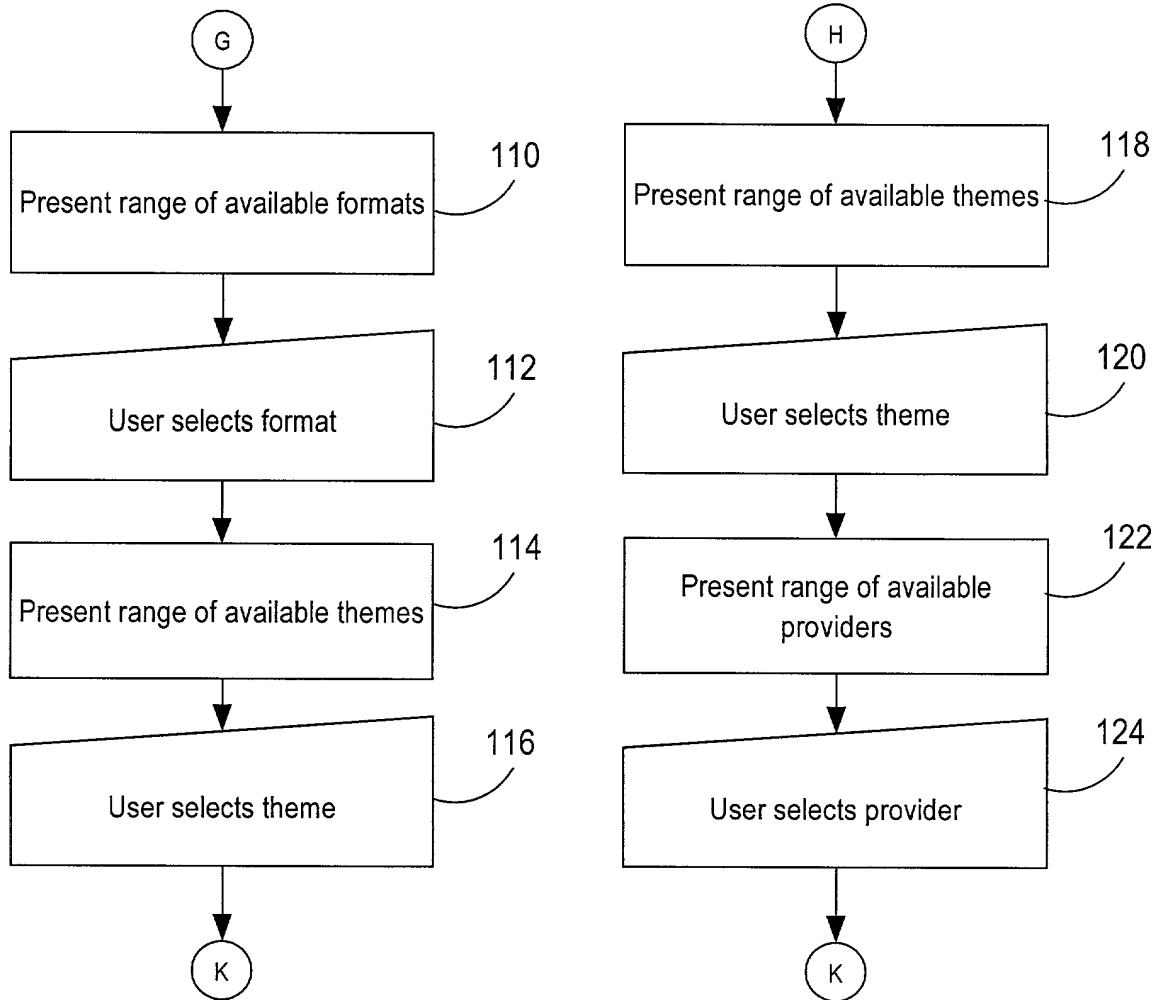 G
Present range of available formats
110
User selects format
112
Present range of available themes
114
User selects theme
116
K
H
Present range of available themes
118
User selects theme
120
Present range of available
providers
122
User selects provider
124
K